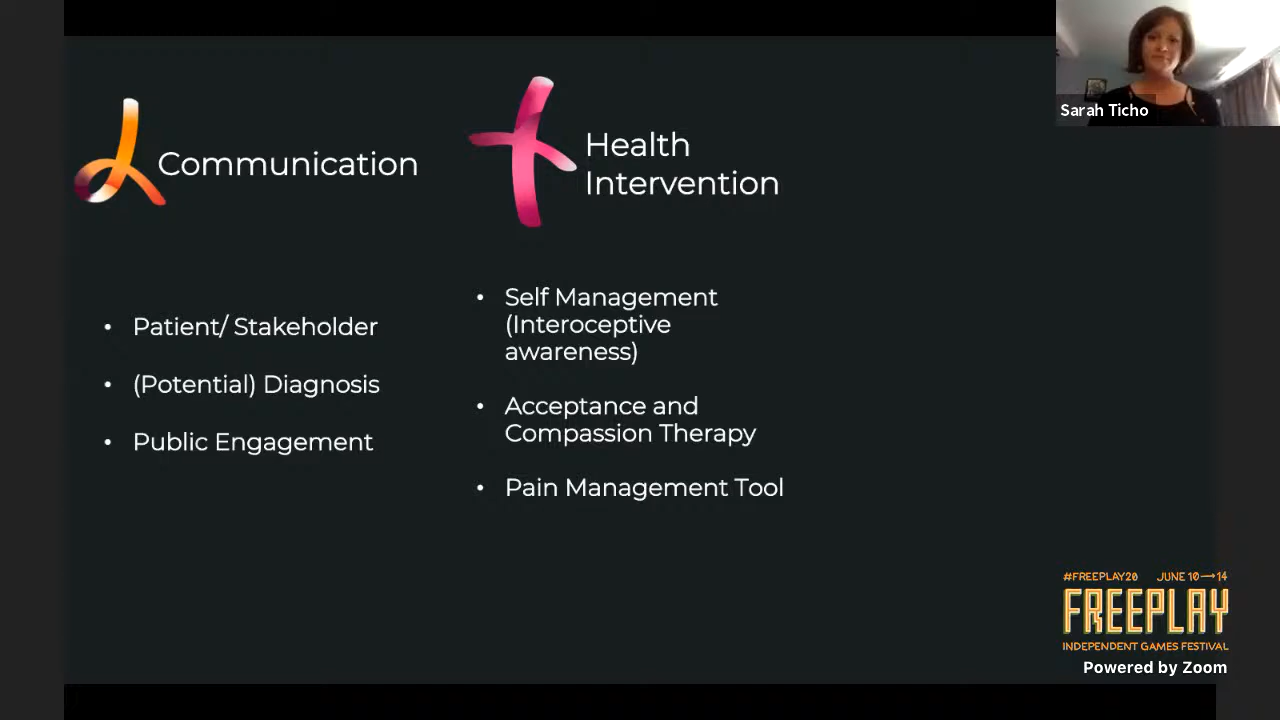 Sarah Ticho
Communication
Health
Intervention
• Patient/ Stakeholder
• (Potential) Diagnosis
• Public Engagement
• Self Management
(Interoceptive
awareness)
• Acceptance and
Compassion Therapy
• Pain Management Tool
#FREEPLAY20 JUNE 10→14
FREEPLAY
INDEPENDENT GAMES FESTIVAL
Powered by Zoom